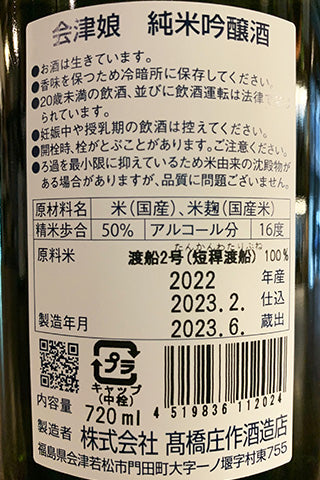 会津娘 純米吟醸酒
●お酒は生きています。
●香味を保つため冷暗所に保存してください。
●20歳未満の飲酒、並びに飲酒運転は法律で
られています。
●妊娠中や授乳期の飲酒は控えてください。
●開栓時、栓がとぶことがあります。ご注意ください。
●ろ過を最小限に抑えているため米由来の沈殿物が
ある場合がありますが、品質に問題ございません。
原材料名 米(国産)、米麹(国産米)
精米歩合 50% アルコール分 16度
たんかんわたりぶね
原料米 渡船2号(短稈渡船)100%
2022 年産
2023.2. 仕込
製造年月 2023.6. 蔵出
プラ
キャップ
(中栓)
内容量 720ml
4 519836 112024
製造者 株式会社 髙橋庄作酒造店
福島県会津若松市門田町大字一ノ堰字村東755